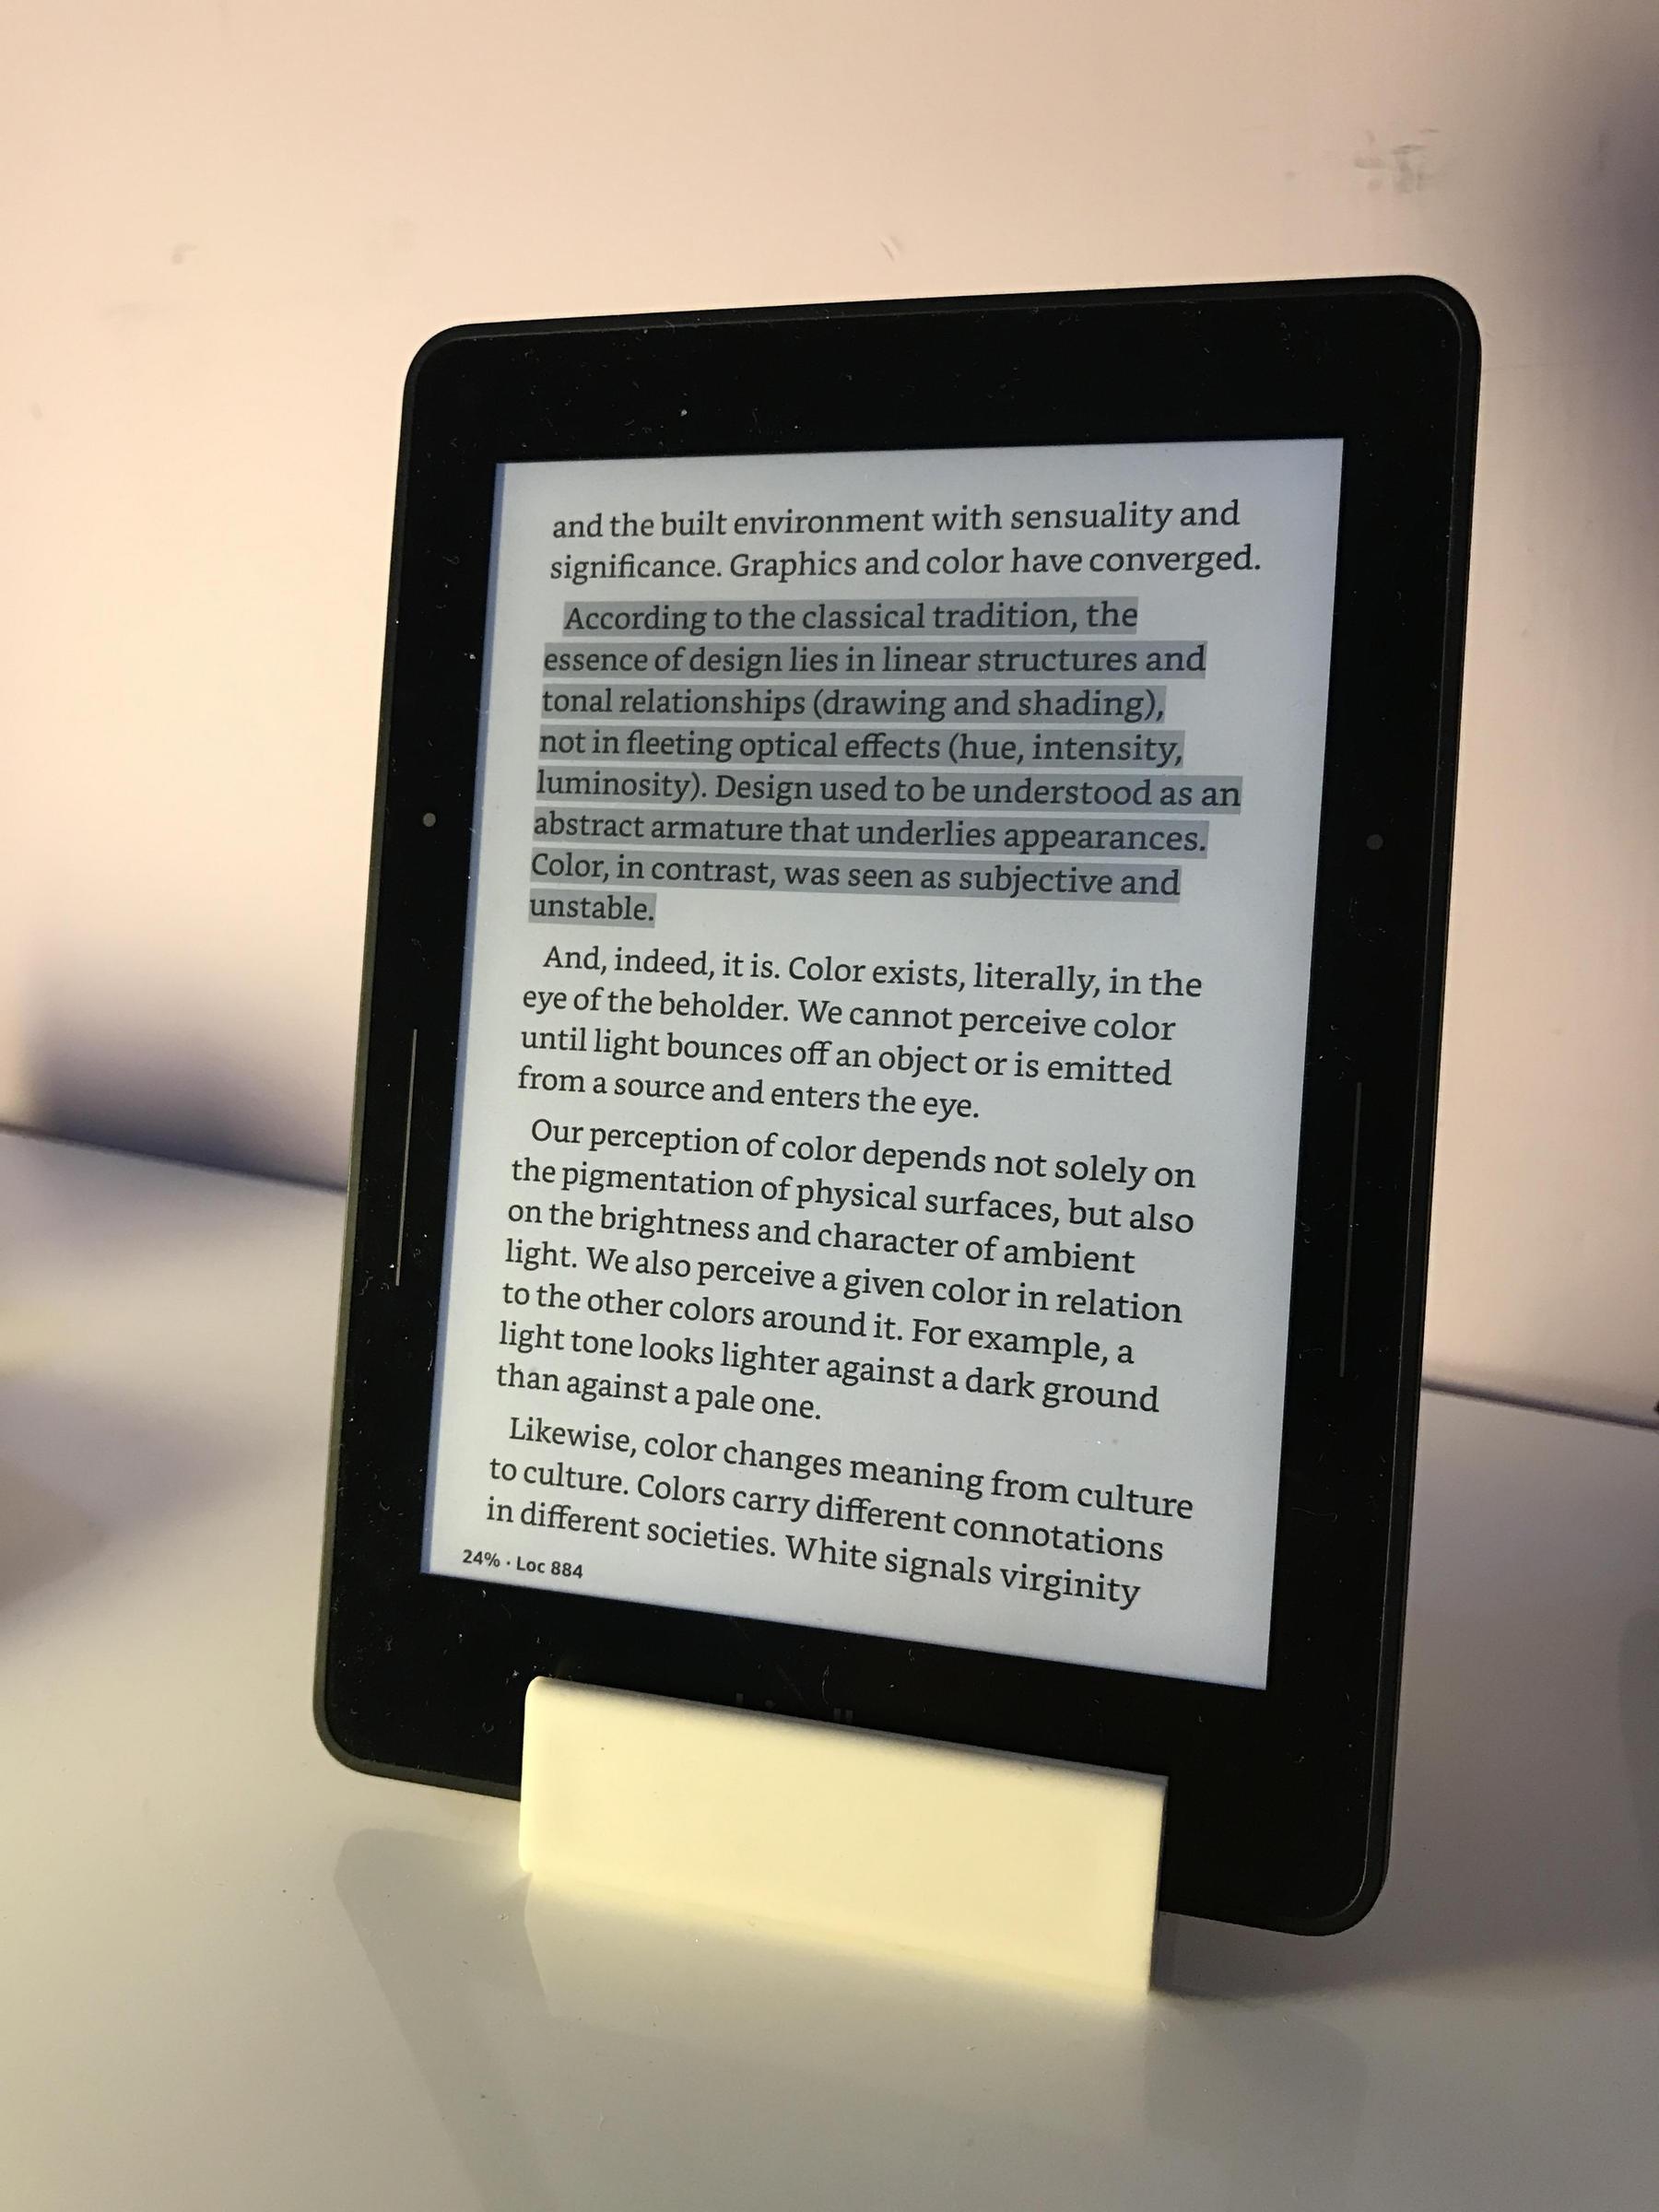 and the built environment with sensuality and
significance. Graphics and color have converged.
According to the classical tradition, the
essence of design lies in linear structures and
tonal relationships (drawing and shading),
not in fleeting optical effects (hue, intensity,
luminosity). Design used to be understood as an
abstract armature that underlies appearances.
Color, in contrast, was seen as subjective and
unstable.
And, indeed, it is. Color exists, literally, in the
eye of the beholder. We cannot perceive color
until light bounces off an object or is emitted
from a source and enters the eye.
Our perception of color depends not solely on
the pigmentation of physical surfaces, but also
on the brightness and character of ambient
light. We also perceive a given color in relation
to the other colors around it. For example, a
light tone looks lighter against a dark ground
than against a pale one.
Likewise, color changes meaning from culture
to culture. Colors carry different connotations
in different societies. White signals virginity
24% · Loc 884